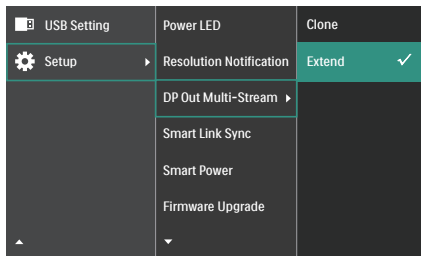 USB Setting
Setup
Power LED
Resolution Notification
DP Out Multi-Stream
Smart Link Sync
Smart Power
Firmware Upgrade
Clone
Extend